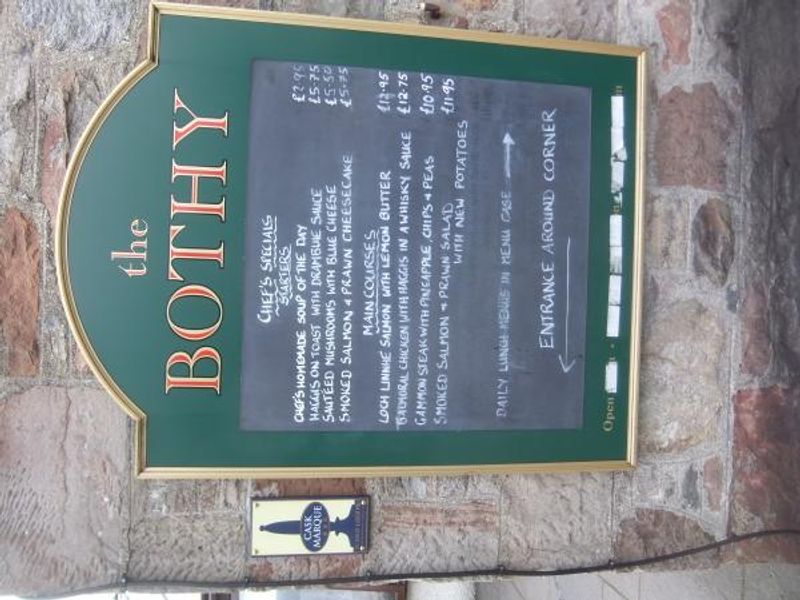 the
BOTHY
CHEF'S SPECIALS
STARTERS
CHEF'S HOMEMADE SOUP OF THE DAY £2.95
HAGGIS ON TOAST WITH DRAMBUIE SAUCE £5.75
SAUTÉED MUSHROOMS WITH BLUE CHEESE £5.50
SMOKED SALMON & PRAWN CHEESECAKE £5.75
MAIN COURSES
LOCH LINNHE SALMON WITH LEMON BUTTER £12.95
BALMORAL CHICKEN WITH HAGGIS IN A WHISKY SAUCE £12.75
GAMMON STEAK WITH PINEAPPLE, CHIPS & PEAS £10.95
SMOKED SALMON & PRAWN SALAD £11.95
WITH NEW POTATOES
DAILY LUNCH MENUS IN MENU CASE →
ENTRANCE AROUND CORNER
←
Open
CASK
MARQUE